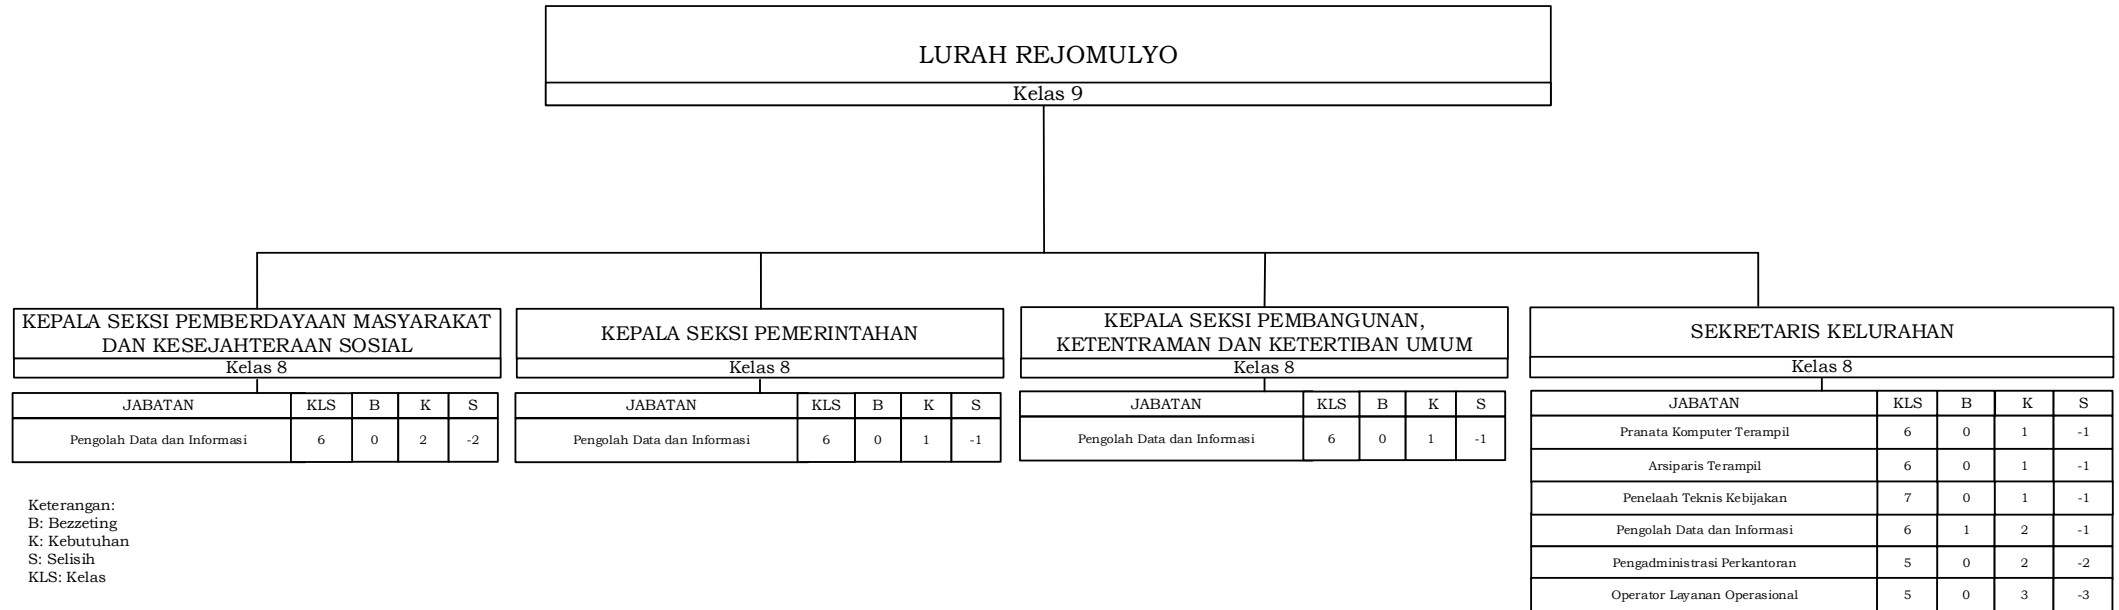 LURAH REJOMULYO
Kelas 9
KEPALA SEKSI PEMBERDAYAAN MASYARAKAT
DAN KESEJAHTERAAN SOSIAL
Kelas 8
JABATAN KLS B K S
Pengolah Data dan Informasi 6 0 2 -2
KEPALA SEKSI PEMERINTAHAN
Kelas 8
JABATAN KLS B K S
Pengolah Data dan Informasi 6 0 1 -1
KEPALA SEKSI PEMBANGUNAN,
KETENTRAMAN DAN KETERTIBAN UMUM
Kelas 8
JABATAN KLS B K S
Pengolah Data dan Informasi 6 0 1 -1
SEKRETARIS KELURAHAN
Kelas 8
JABATAN KLS B K S
Pranata Komputer Terampil 6 0 1 -1
Arsiparis Terampil 6 0 1 -1
Penelaah Teknis Kebijakan 7 0 1 -1
Pengolah Data dan Informasi 6 1 2 -1
Pengadministrasi Perkantoran 5 0 2 -2
Operator Layanan Operasional 5 0 3 -3
Keterangan:
B: Bezzeting
K: Kebutuhan
S: Selisih
KLS: Kelas